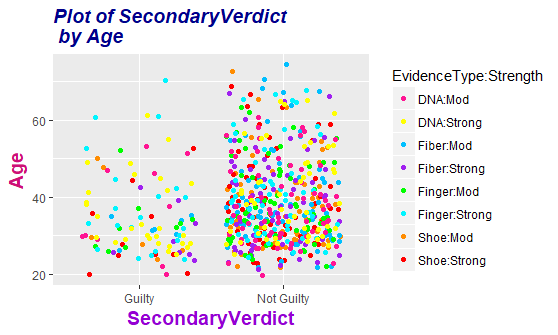 Plot of SecondaryVerdict
by Age
Age
60
40
20
Guilty
Not Guilty
SecondaryVerdict
EvidenceType:Strength
DNA:Mod
DNA:Strong
Fiber:Mod
Fiber:Strong
Finger:Mod
Finger:Strong
Shoe:Mod
Shoe:Strong